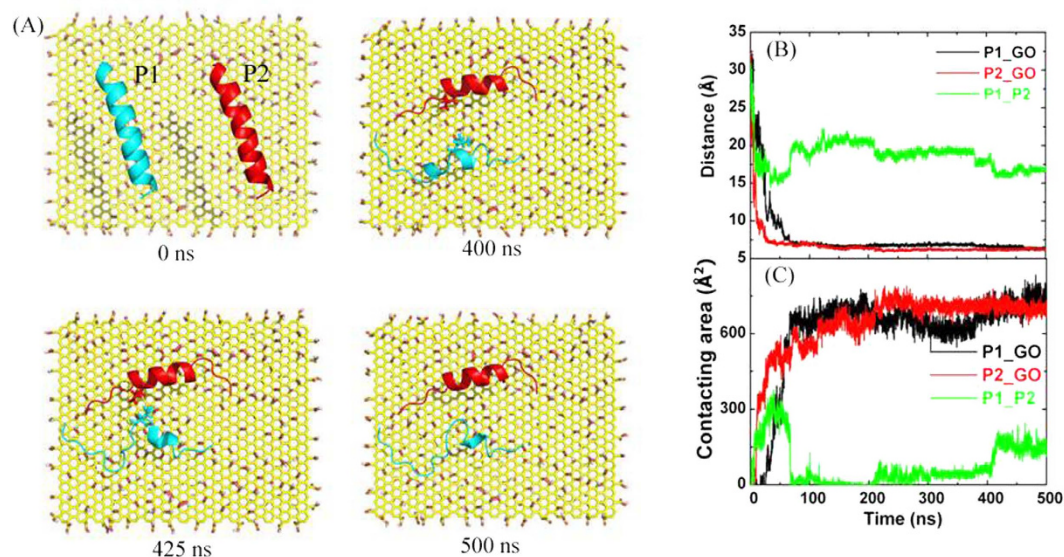 (A)
P1
P2
0 ns
400 ns
425 ns
500 ns
(B)
P1_GO
P2_GO
P1_P2
Distance (Å)
35
30
25
20
15
10
5
(C)
P1_GO
P2_GO
P1_P2
Contacting area (Å²)
600
300
0
0 100 200 300 400 500
Time (ns)